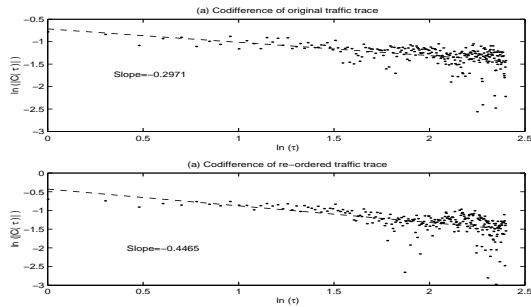 (a) Codifference of original traffic trace
−0.5
−1
−1.5
−2
−2.5
−3
ln (|IC( τ)| )
Slope=−0.2971
0 0.5 1 1.5 2 2.5
ln (τ)
(a) Codifference of re−ordered traffic trace
0
−0.5
−1
−1.5
−2
−2.5
−3
ln (|IC( τ)| )
Slope=−0.4465
0 0.5 1 1.5 2 2.5
ln (τ)